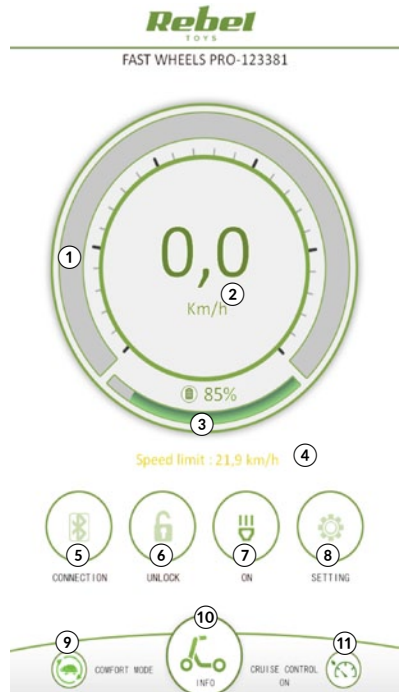 Rebel
TOYS
FAST WHEELS PRO-123381
1
0,0
2
Km/h
85%
3
Speed limit : 21,9 km/h
4
5
6
7
8
CONNECTION
UNLOCK
ON
SETTING
10
9
11
COMFORT MODE
INFO
CRUISE CONTROL
ON